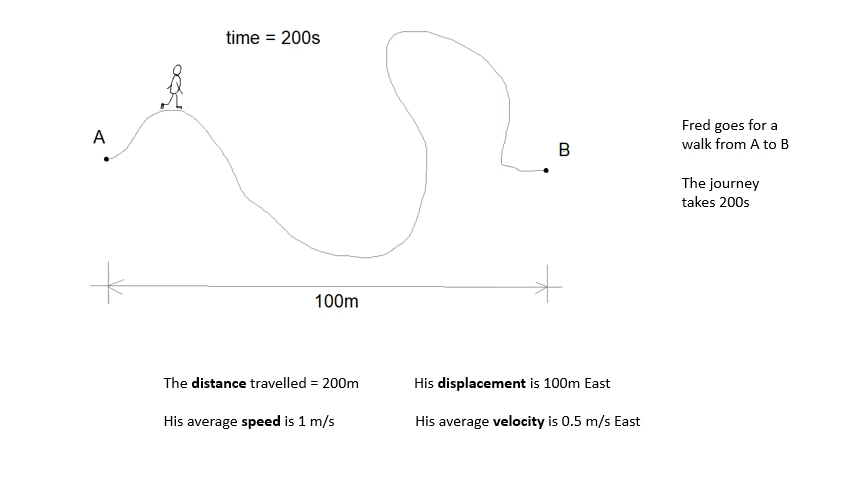 time = 200s
A
B
Fred goes for a
walk from A to B
The journey
takes 200s
100m
The distance travelled = 200m
His displacement is 100m East
His average speed is 1 m/s
His average velocity is 0.5 m/s East